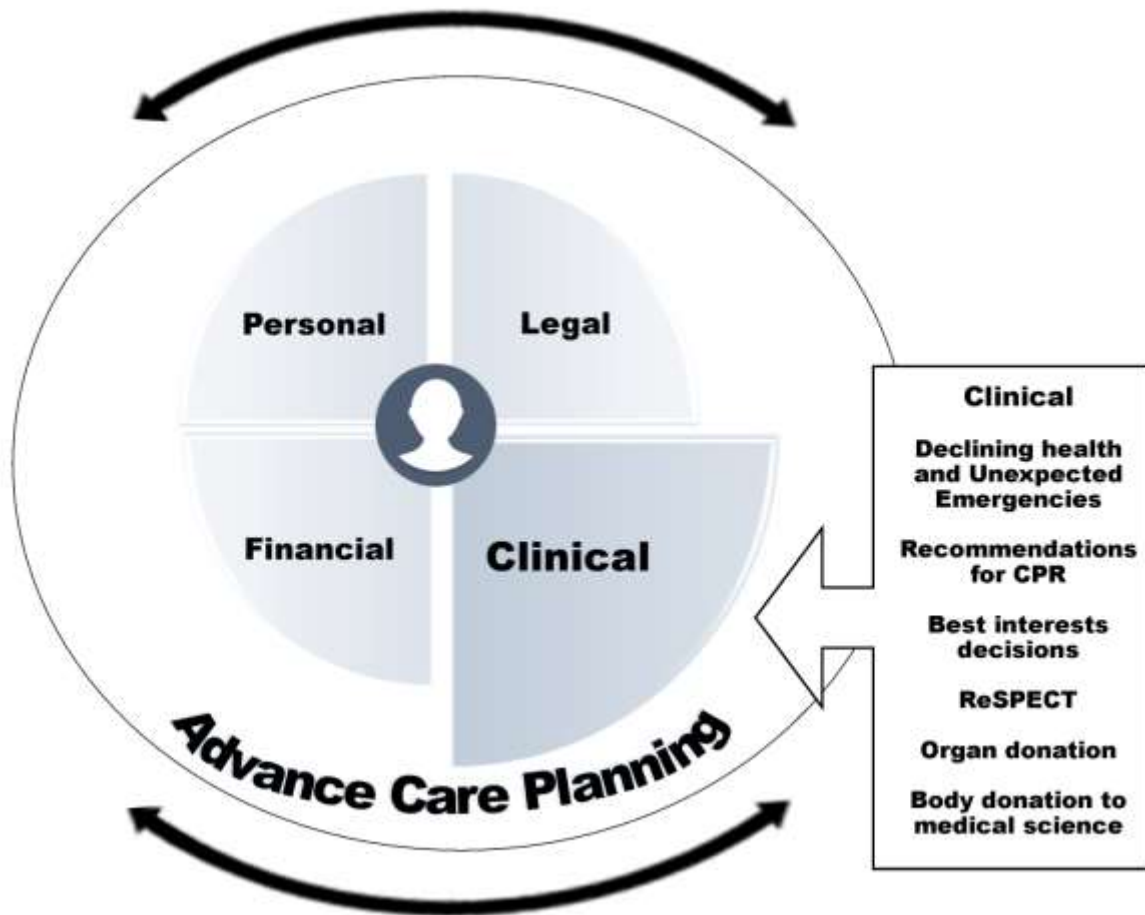 Personal
Legal
Financial
Clinical
Advance Care Planning
Clinical
Declining health
and Unexpected
Emergencies
Recommendations
for CPR
Best interests
decisions
ReSPECT
Organ donation
Body donation to
medical science